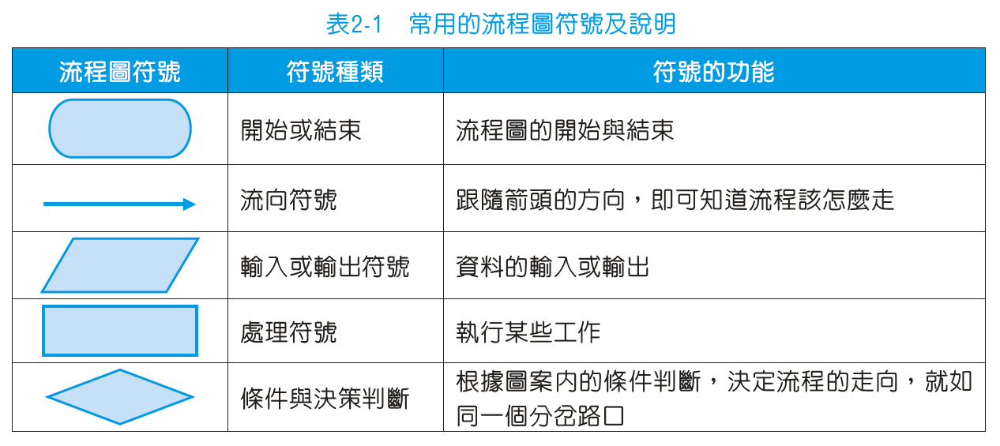 表2-1　常用的流程圖符號及說明
流程圖符號　符號種類　符號的功能
開始或結束　流程圖的開始與結束
流向符號　跟隨箭頭的方向，即可知道流程該怎麼走
輸入或輸出符號　資料的輸入或輸出
處理符號　執行某些工作
條件與決策判斷　根據圖案內的條件判斷，決定流程的走向，就如
同一個分岔路口